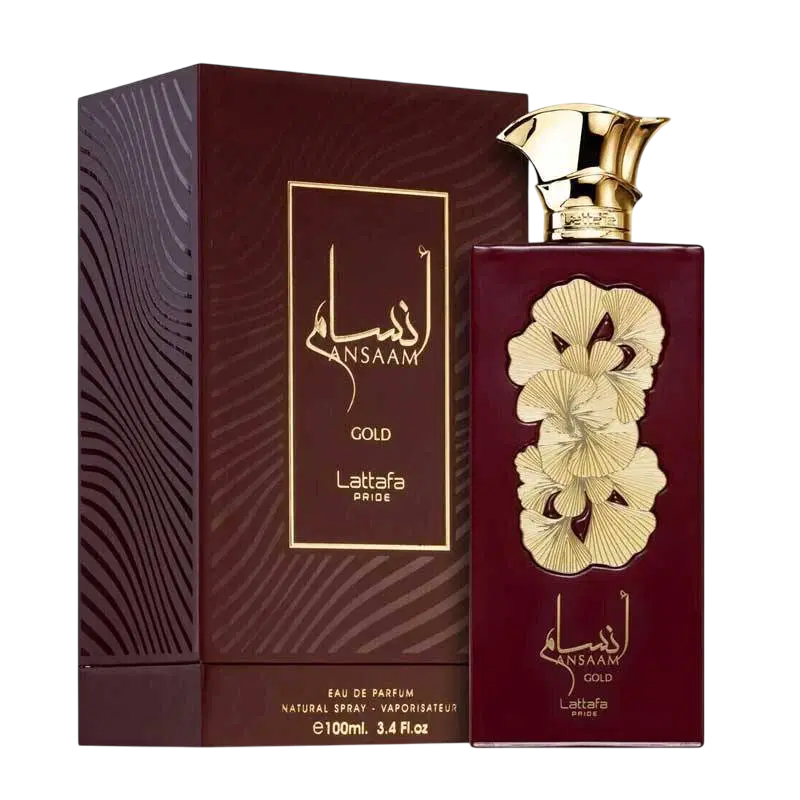 أنسام
ANSAAM
GOLD
Lattafa
PRIDE
EAU DE PARFUM
NATURAL SPRAY - VAPORISATEUR
℮100ml. 3.4 Fl.oz
Lattafa
أنسام
ANSAAM
GOLD
Lattafa
PRIDE